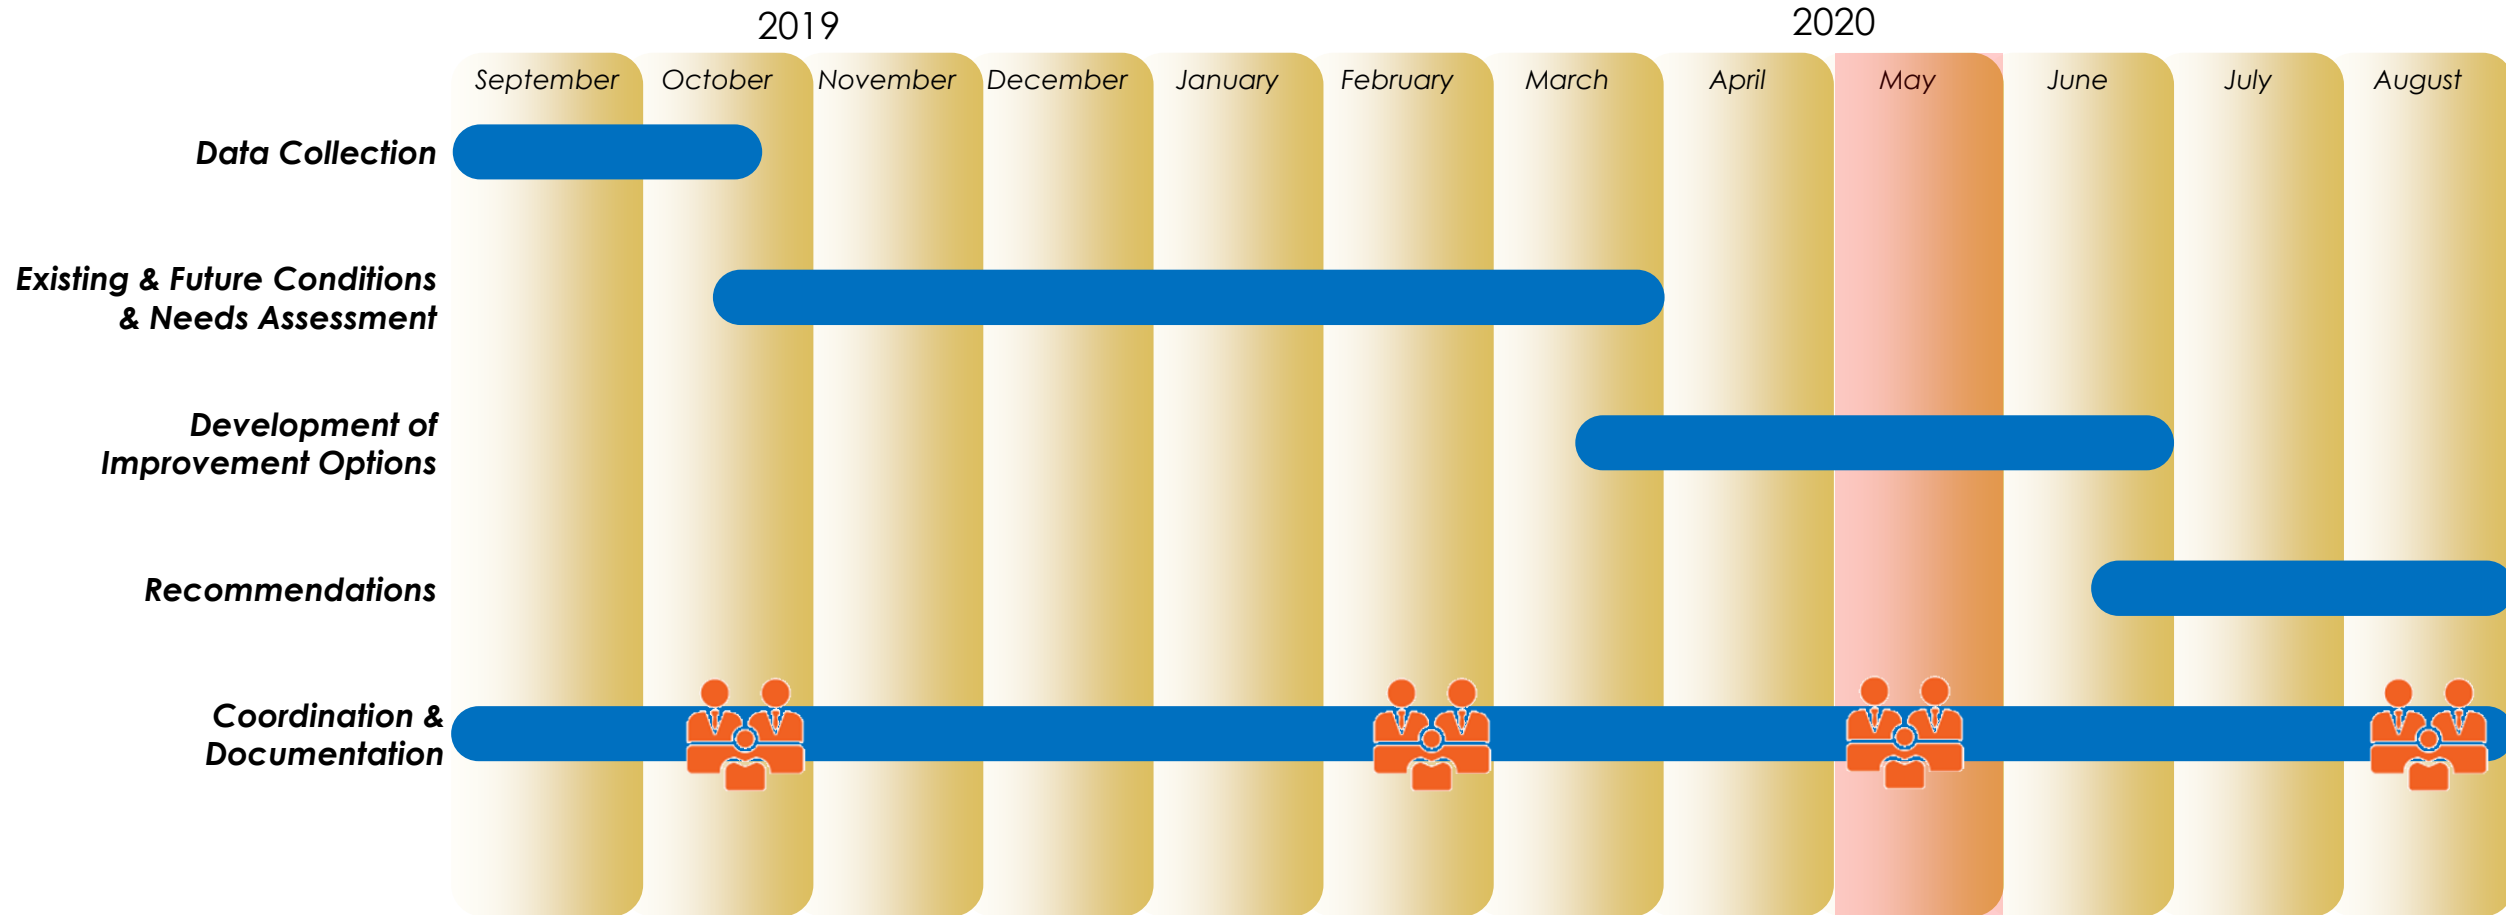 2019
2020
September
October
November
December
January
February
March
April
May
June
July
August
Data Collection
Existing & Future Conditions
& Needs Assessment
Development of
Improvement Options
Recommendations
Coordination &
Documentation